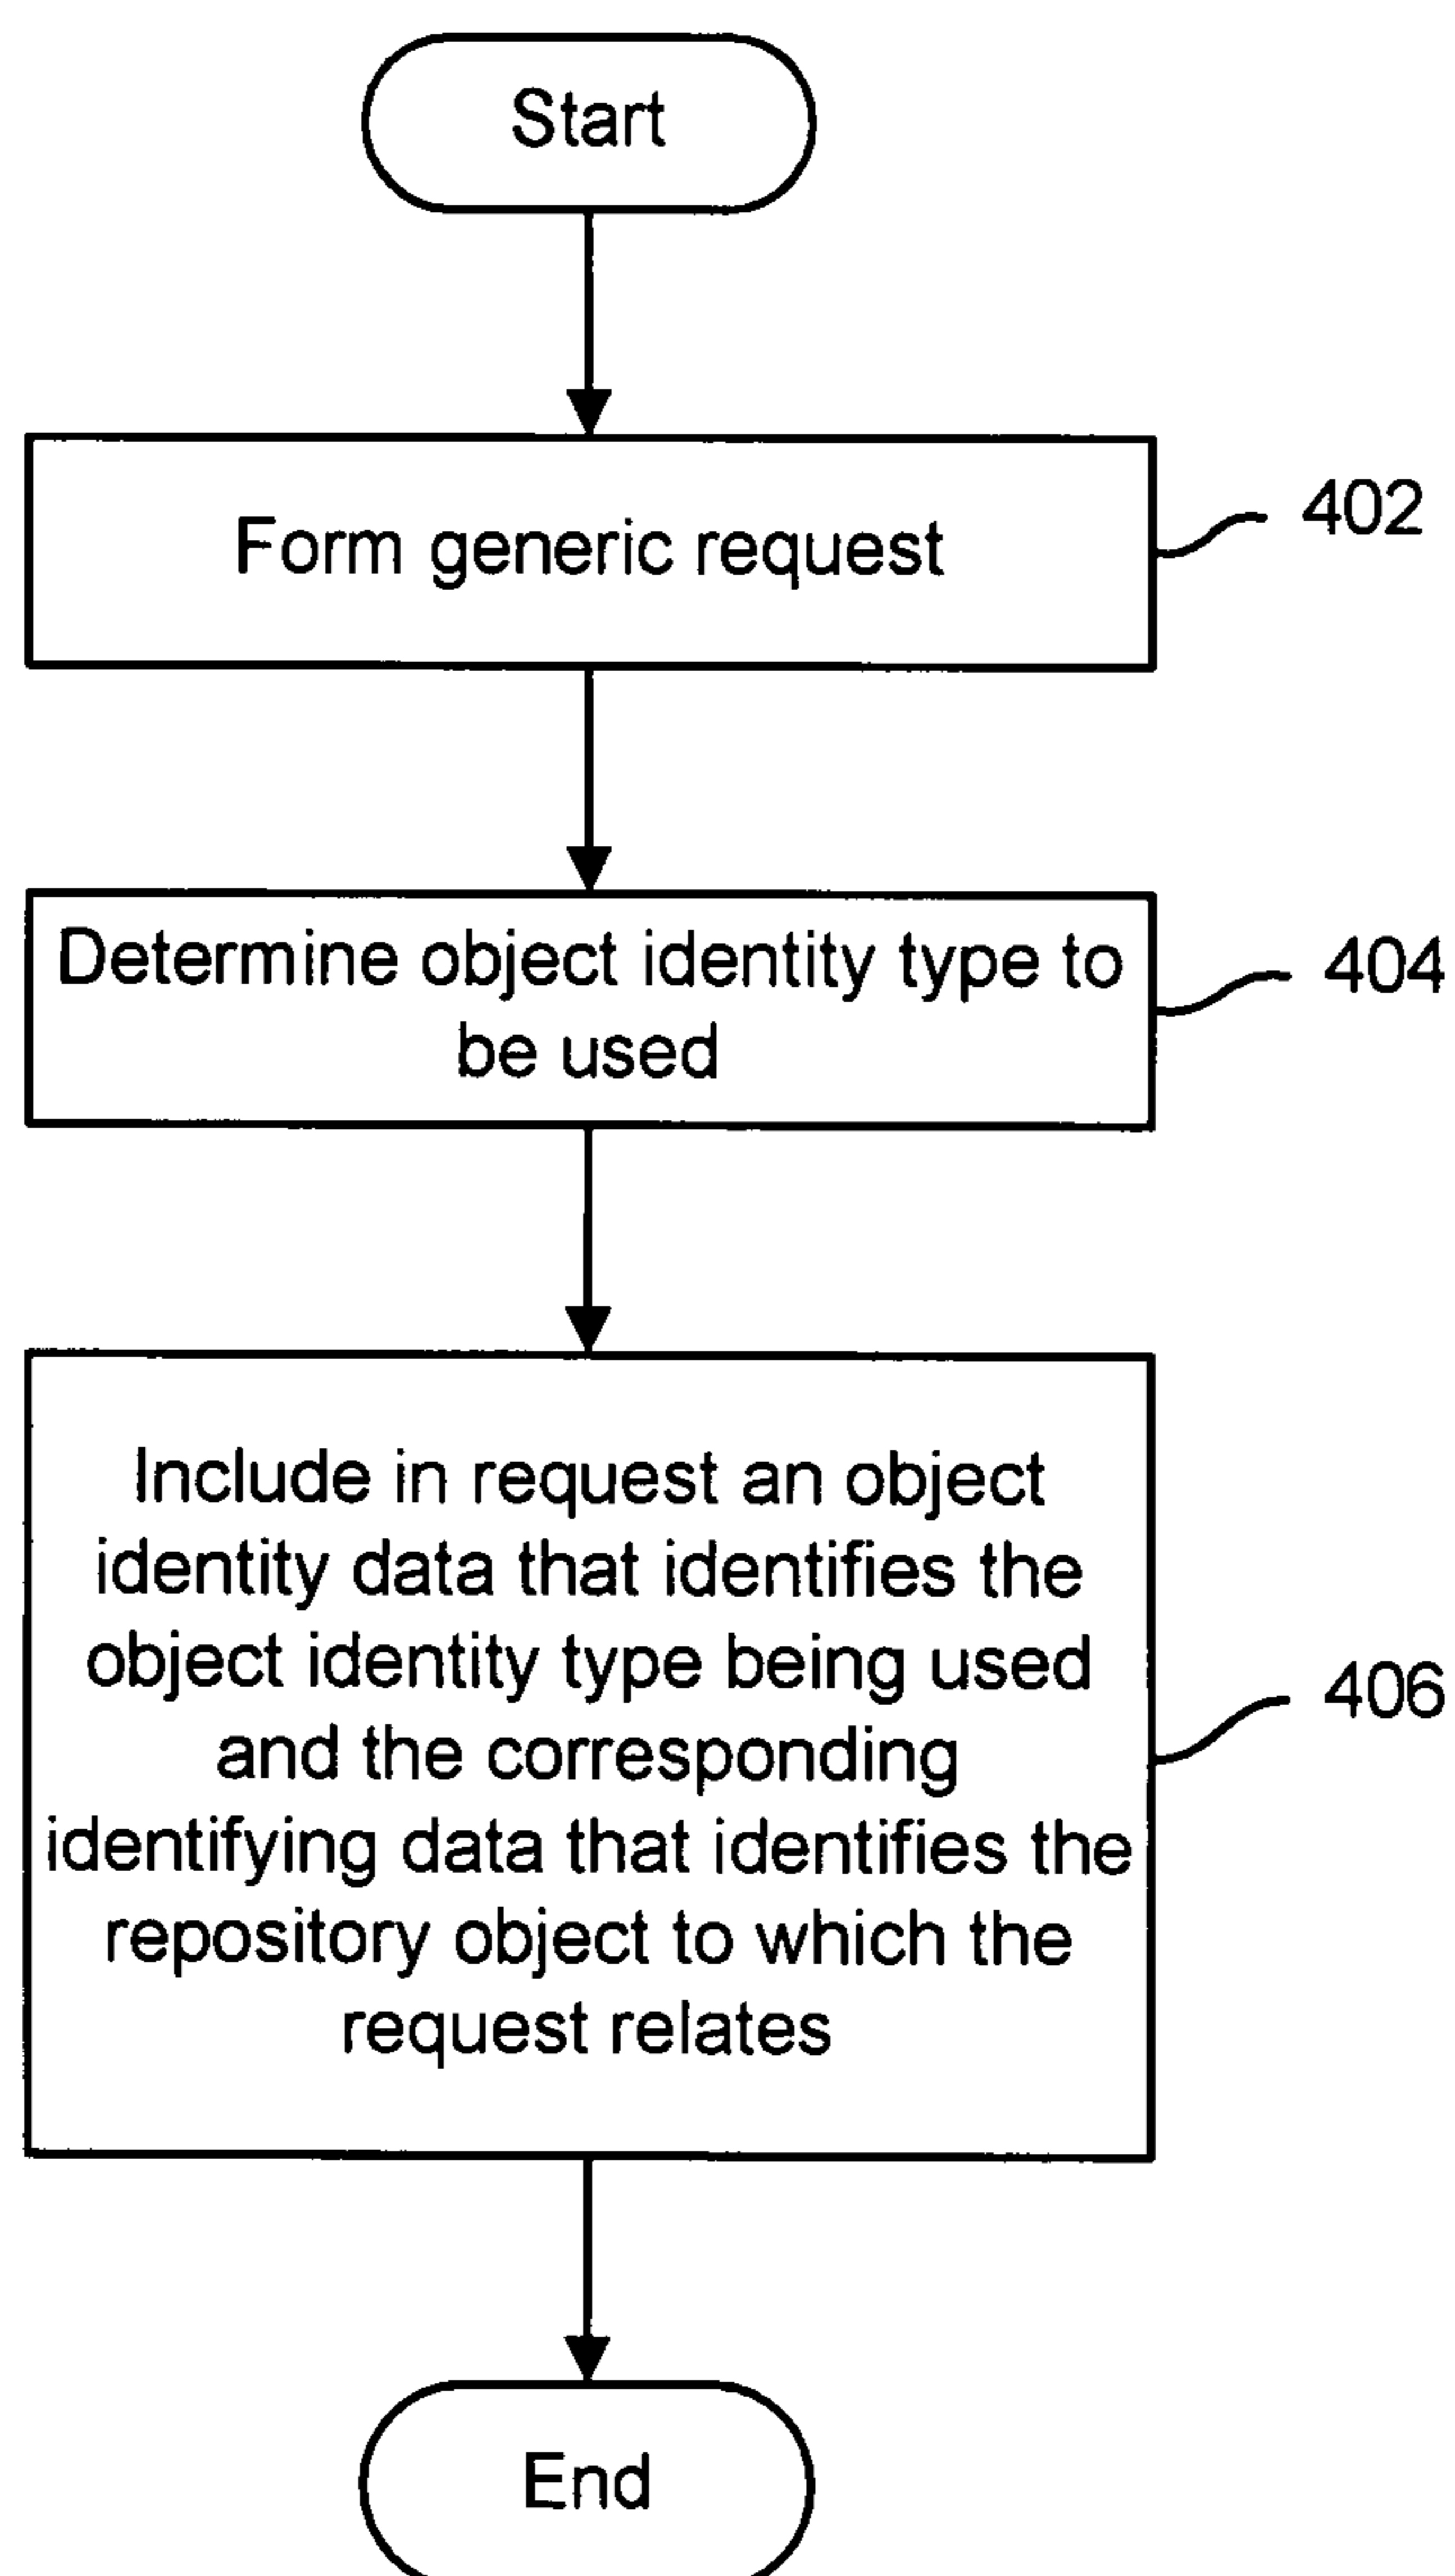 Start
Form generic request
402
Determine object identity type to
be used
404
Include in request an object
identity data that identifies the
object identity type being used
and the corresponding
identifying data that identifies the
repository object to which the
request relates
406
End